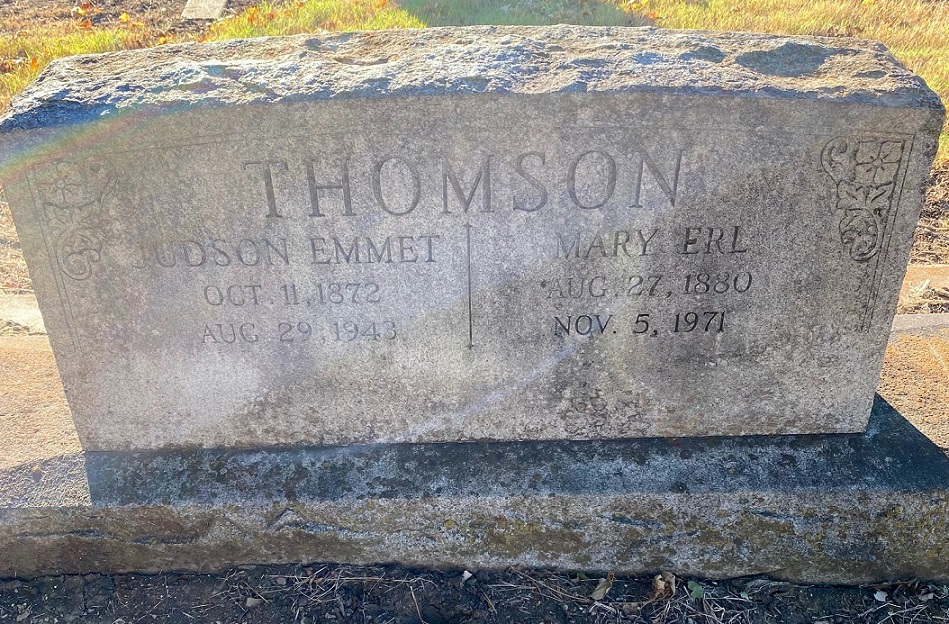 THOMSON
JUDSON EMMET
OCT. 11, 1872
AUG 29, 1943
MARY ERL
AUG. 27, 1880
NOV. 5, 1971